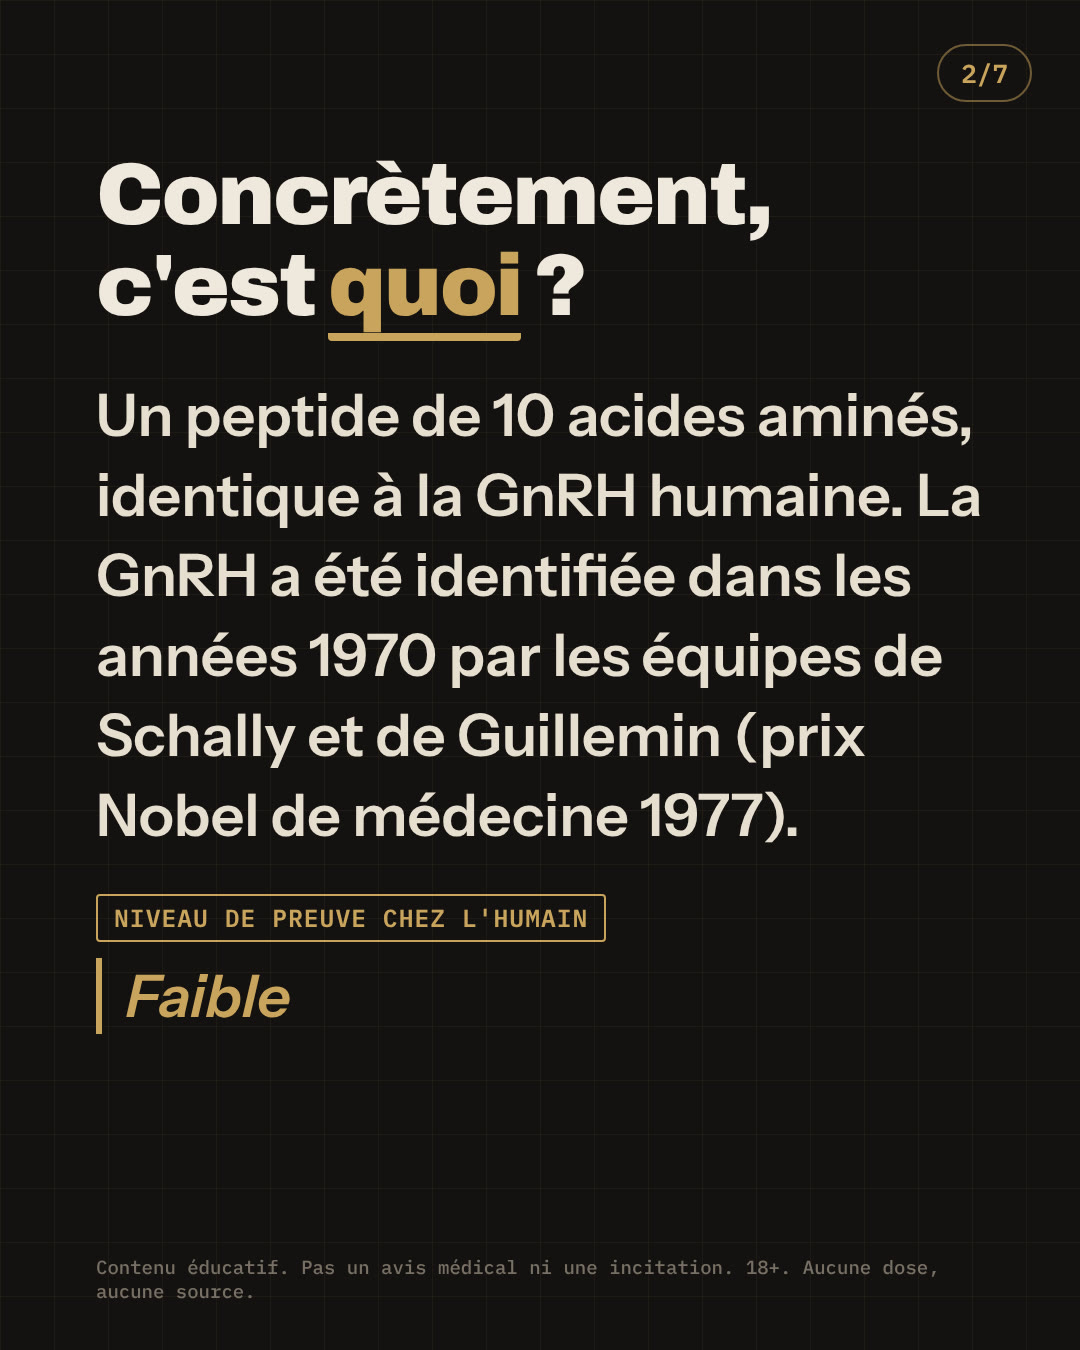 2/7
Concrètement,
c'est quoi ?
Un peptide de 10 acides aminés,
identique à la GnRH humaine. La
GnRH a été identifiée dans les
années 1970 par les équipes de
Schally et de Guillemin (prix
Nobel de médecine 1977).
NIVEAU DE PREUVE CHEZ L'HUMAIN
Faible
Contenu éducatif. Pas un avis médical ni une incitation. 18+. Aucune dose,
aucune source.